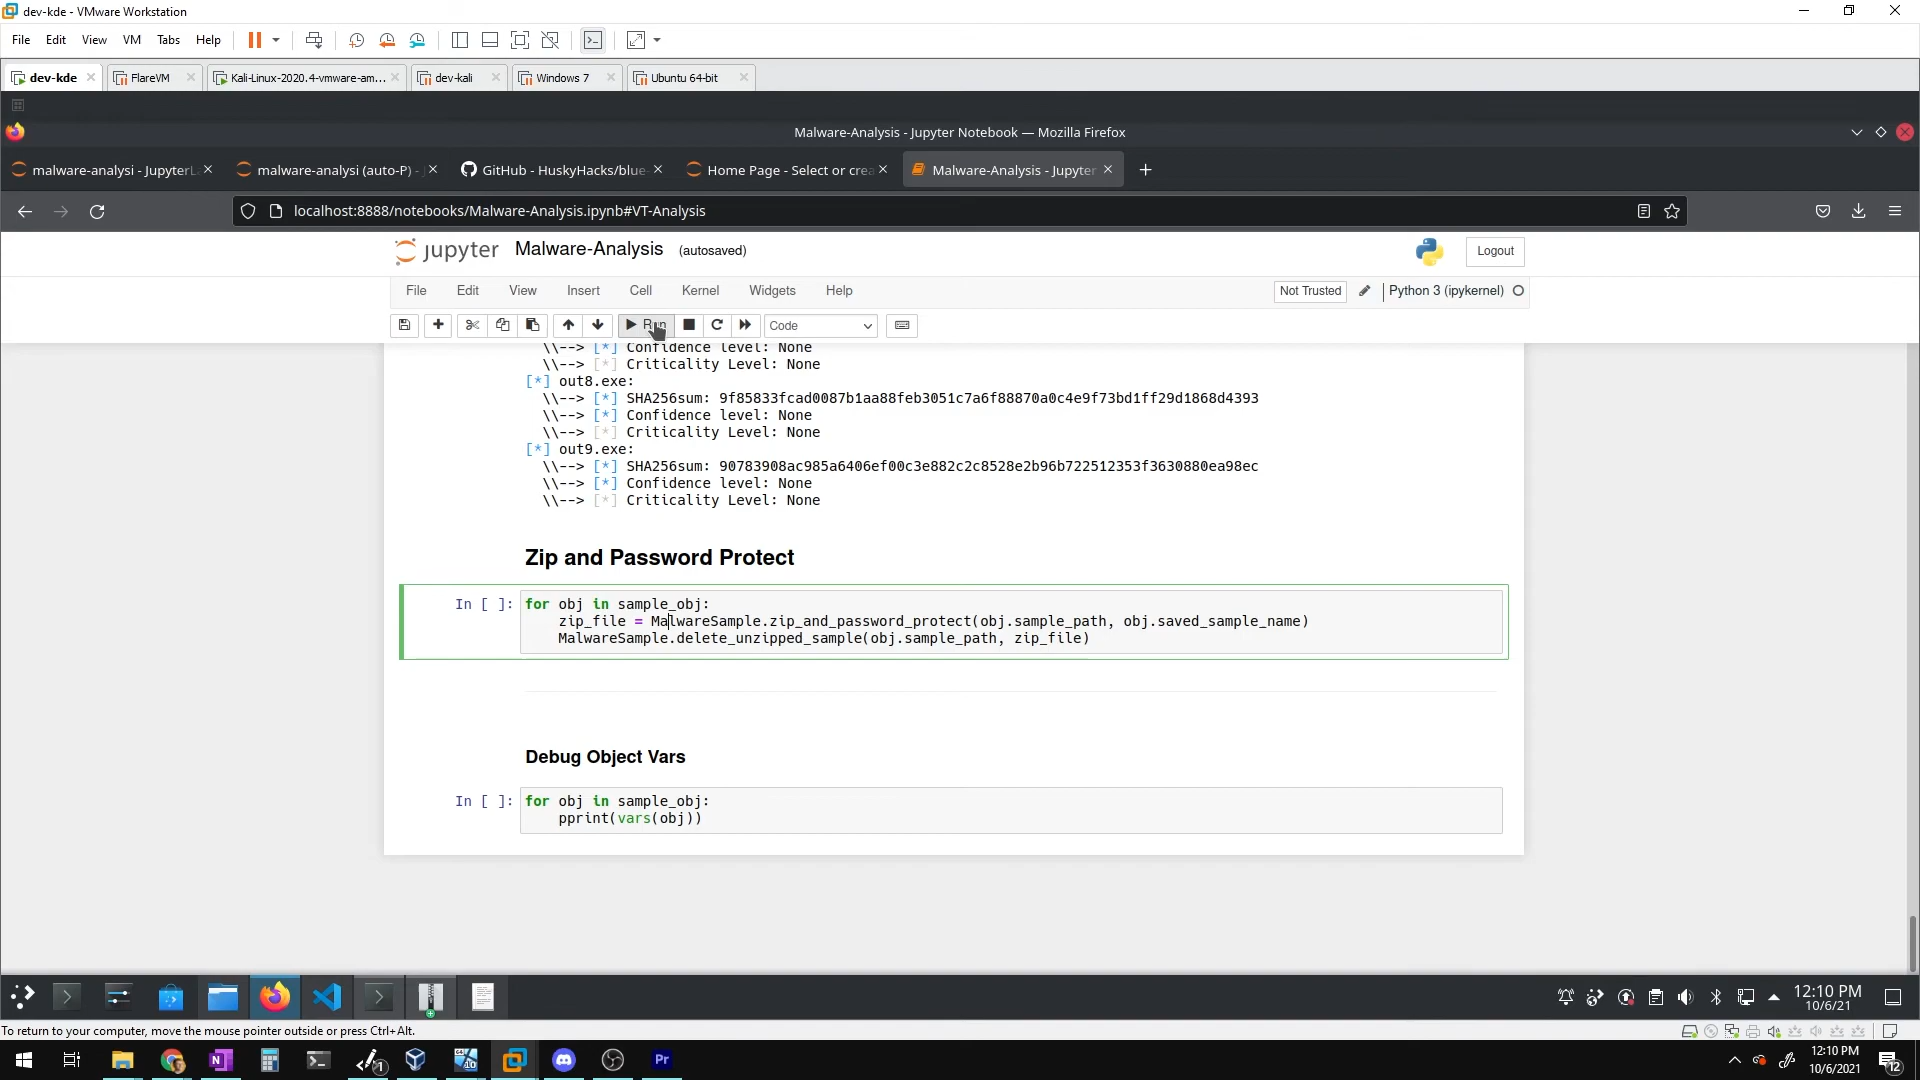 dev-kde - VMware Workstation
File Edit View VM Tabs Help
dev-kde FlareVM Kali-Linux-2020.4-vmware-am... dev-kali Windows 7 Ubuntu 64-bit
Malware-Analysis - Jupyter Notebook — Mozilla Firefox
malware-analysi - JupyterL malware-analysi (auto-P) - GitHub - HuskyHacks/blue- Home Page - Select or crea Malware-Analysis - Jupyter
localhost:8888/notebooks/Malware-Analysis.ipynb#VT-Analysis
jupyter Malware-Analysis (autosaved) Logout
File Edit View Insert Cell Kernel Widgets Help Not Trusted Python 3 (ipykernel)
Run Code
\\--> [*] Confidence level: None
\\--> [*] Criticality Level: None
[*] out8.exe:
\\--> [*] SHA256sum: 9f85833fcad0087b1aa88feb3051c7a6f88870a0c4e9f73bd1ff29d1868d4393
\\--> [*] Confidence level: None
\\--> [*] Criticality Level: None
[*] out9.exe:
\\--> [*] SHA256sum: 90783908ac985a6406ef00c3e882c2c8528e2b96b722512353f3630880ea98ec
\\--> [*] Confidence level: None
\\--> [*] Criticality Level: None
Zip and Password Protect
In [ ]: for obj in sample_obj:
zip_file = MalwareSample.zip_and_password_protect(obj.sample_path, obj.saved_sample_name)
MalwareSample.delete_unzipped_sample(obj.sample_path, zip_file)
Debug Object Vars
In [ ]: for obj in sample_obj:
pprint(vars(obj))
12:10 PM
10/6/21
To return to your computer, move the mouse pointer outside or press Ctrl+Alt.
12:10 PM
10/6/2021
Pr
12